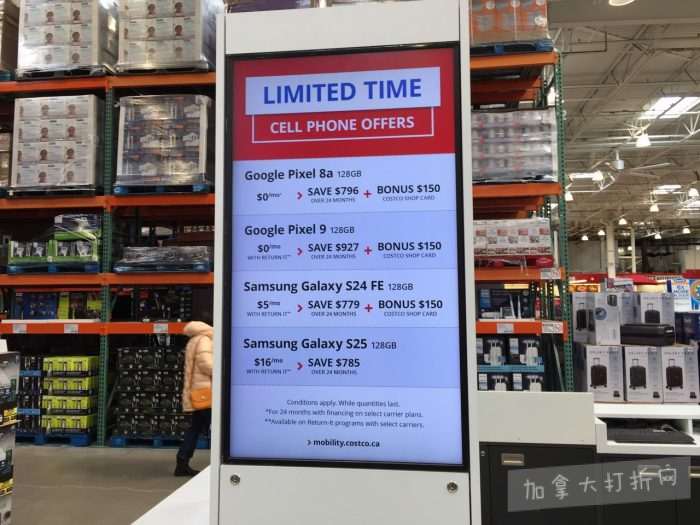 LIMITED TIME
CELL PHONE OFFERS
Google Pixel 8a 128GB
$0/mo* > SAVE $796 + BONUS $150
OVER 24 MONTHS COSTCO SHOP CARD
Google Pixel 9 128GB
$0/mo > SAVE $927 + BONUS $150
WITH RETURN IT** OVER 24 MONTHS COSTCO SHOP CARD
Samsung Galaxy S24 FE 128GB
$5/mo > SAVE $779 + BONUS $150
WITH RETURN IT** OVER 24 MONTHS COSTCO SHOP CARD
Samsung Galaxy S25 128GB
$16/mo > SAVE $785
WITH RETURN IT** OVER 24 MONTHS
Conditions apply. While quantities last.
*For 24 months with financing on select carrier plans.
**Available on Return-It programs with select carriers.
> mobility.costco.ca
加拿大打折网